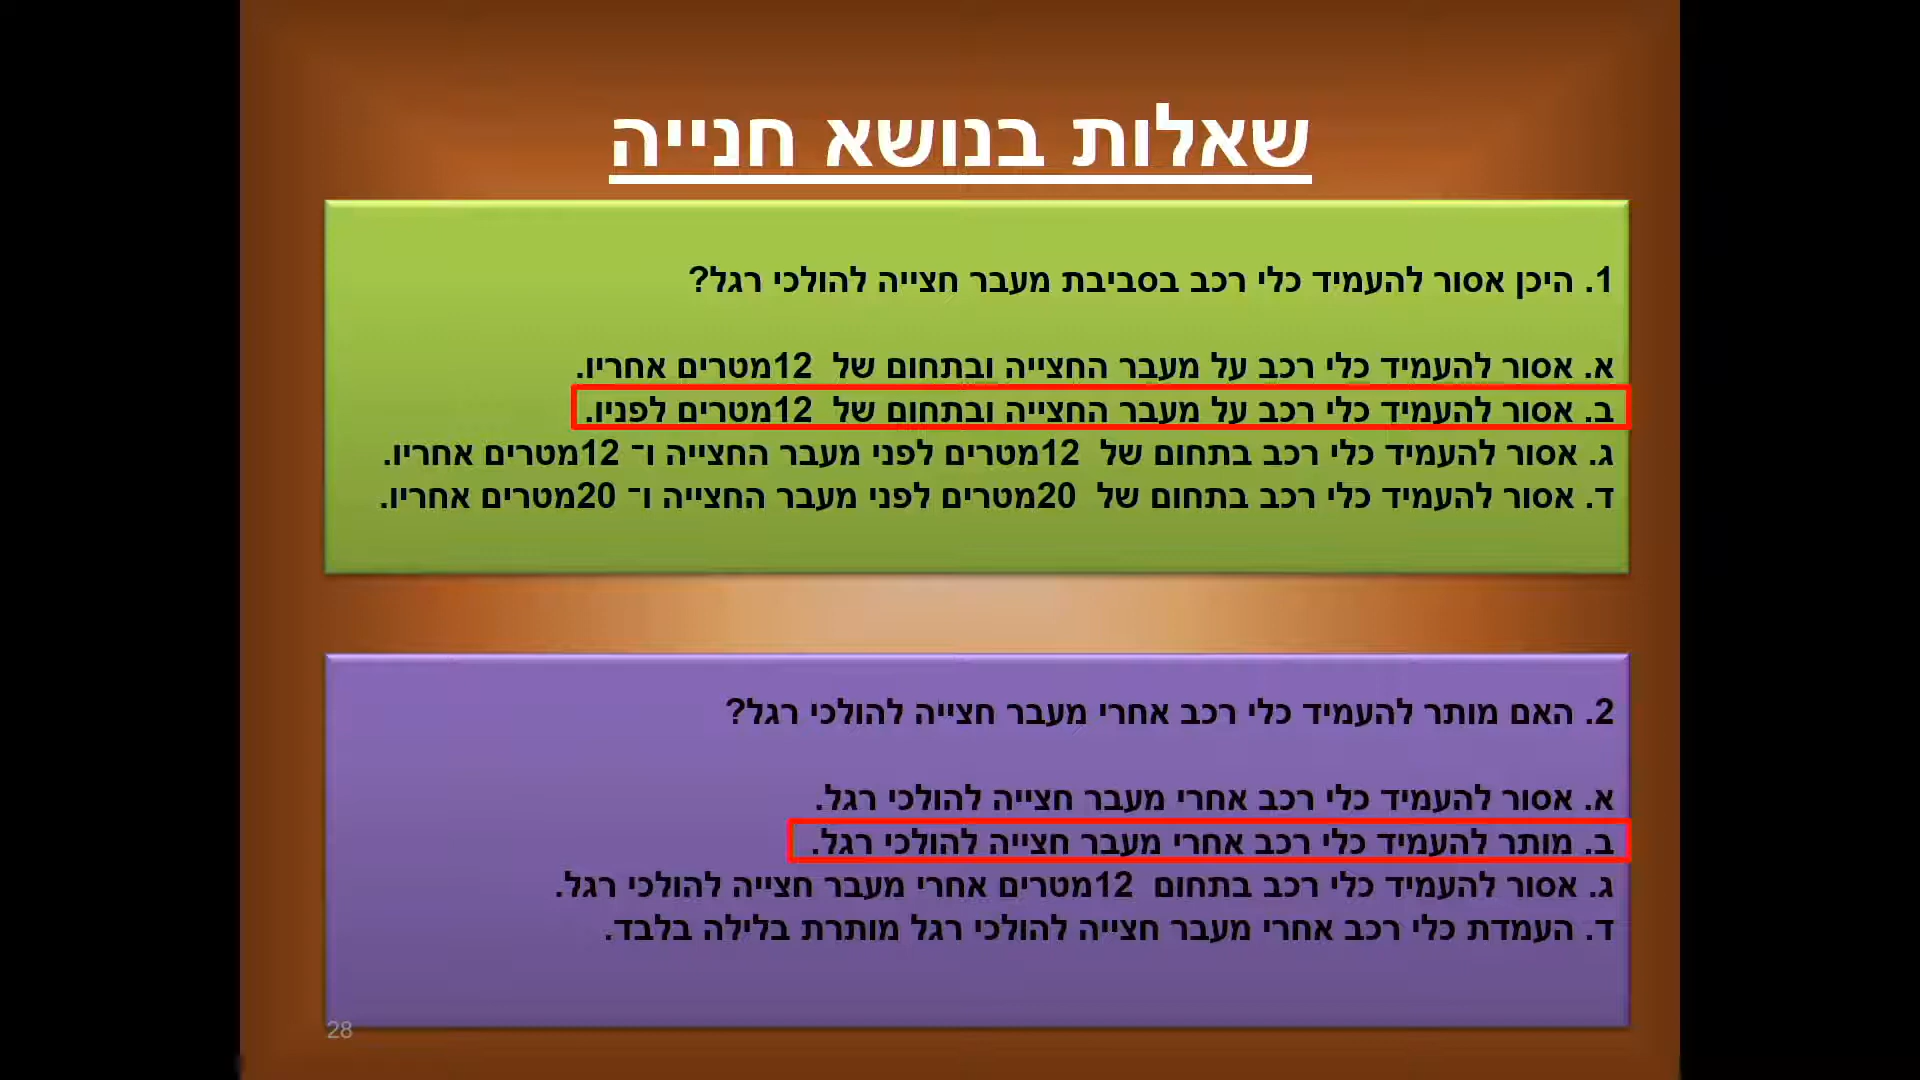 שאלות בנושא חנייה
1. היכן אסור להעמיד כלי רכב בסביבת מעבר חצייה להולכי רגל?
א. אסור להעמיד כלי רכב על מעבר החצייה ובתחום של 12מטרים אחריו.
ב. אסור להעמיד כלי רכב על מעבר החצייה ובתחום של 12מטרים לפניו.
ג. אסור להעמיד כלי רכב בתחום של 12מטרים לפני מעבר החצייה ו־ 12מטרים אחריו.
ד. אסור להעמיד כלי רכב בתחום של 20מטרים לפני מעבר החצייה ו־ 20מטרים אחריו.
2. האם מותר להעמיד כלי רכב אחרי מעבר חצייה להולכי רגל?
א. אסור להעמיד כלי רכב אחרי מעבר חצייה להולכי רגל.
ב. מותר להעמיד כלי רכב אחרי מעבר חצייה להולכי רגל.
ג. אסור להעמיד כלי רכב בתחום 12מטרים אחרי מעבר חצייה להולכי רגל.
ד. העמדת כלי רכב אחרי מעבר חצייה להולכי רגל מותרת בלילה בלבד.
28